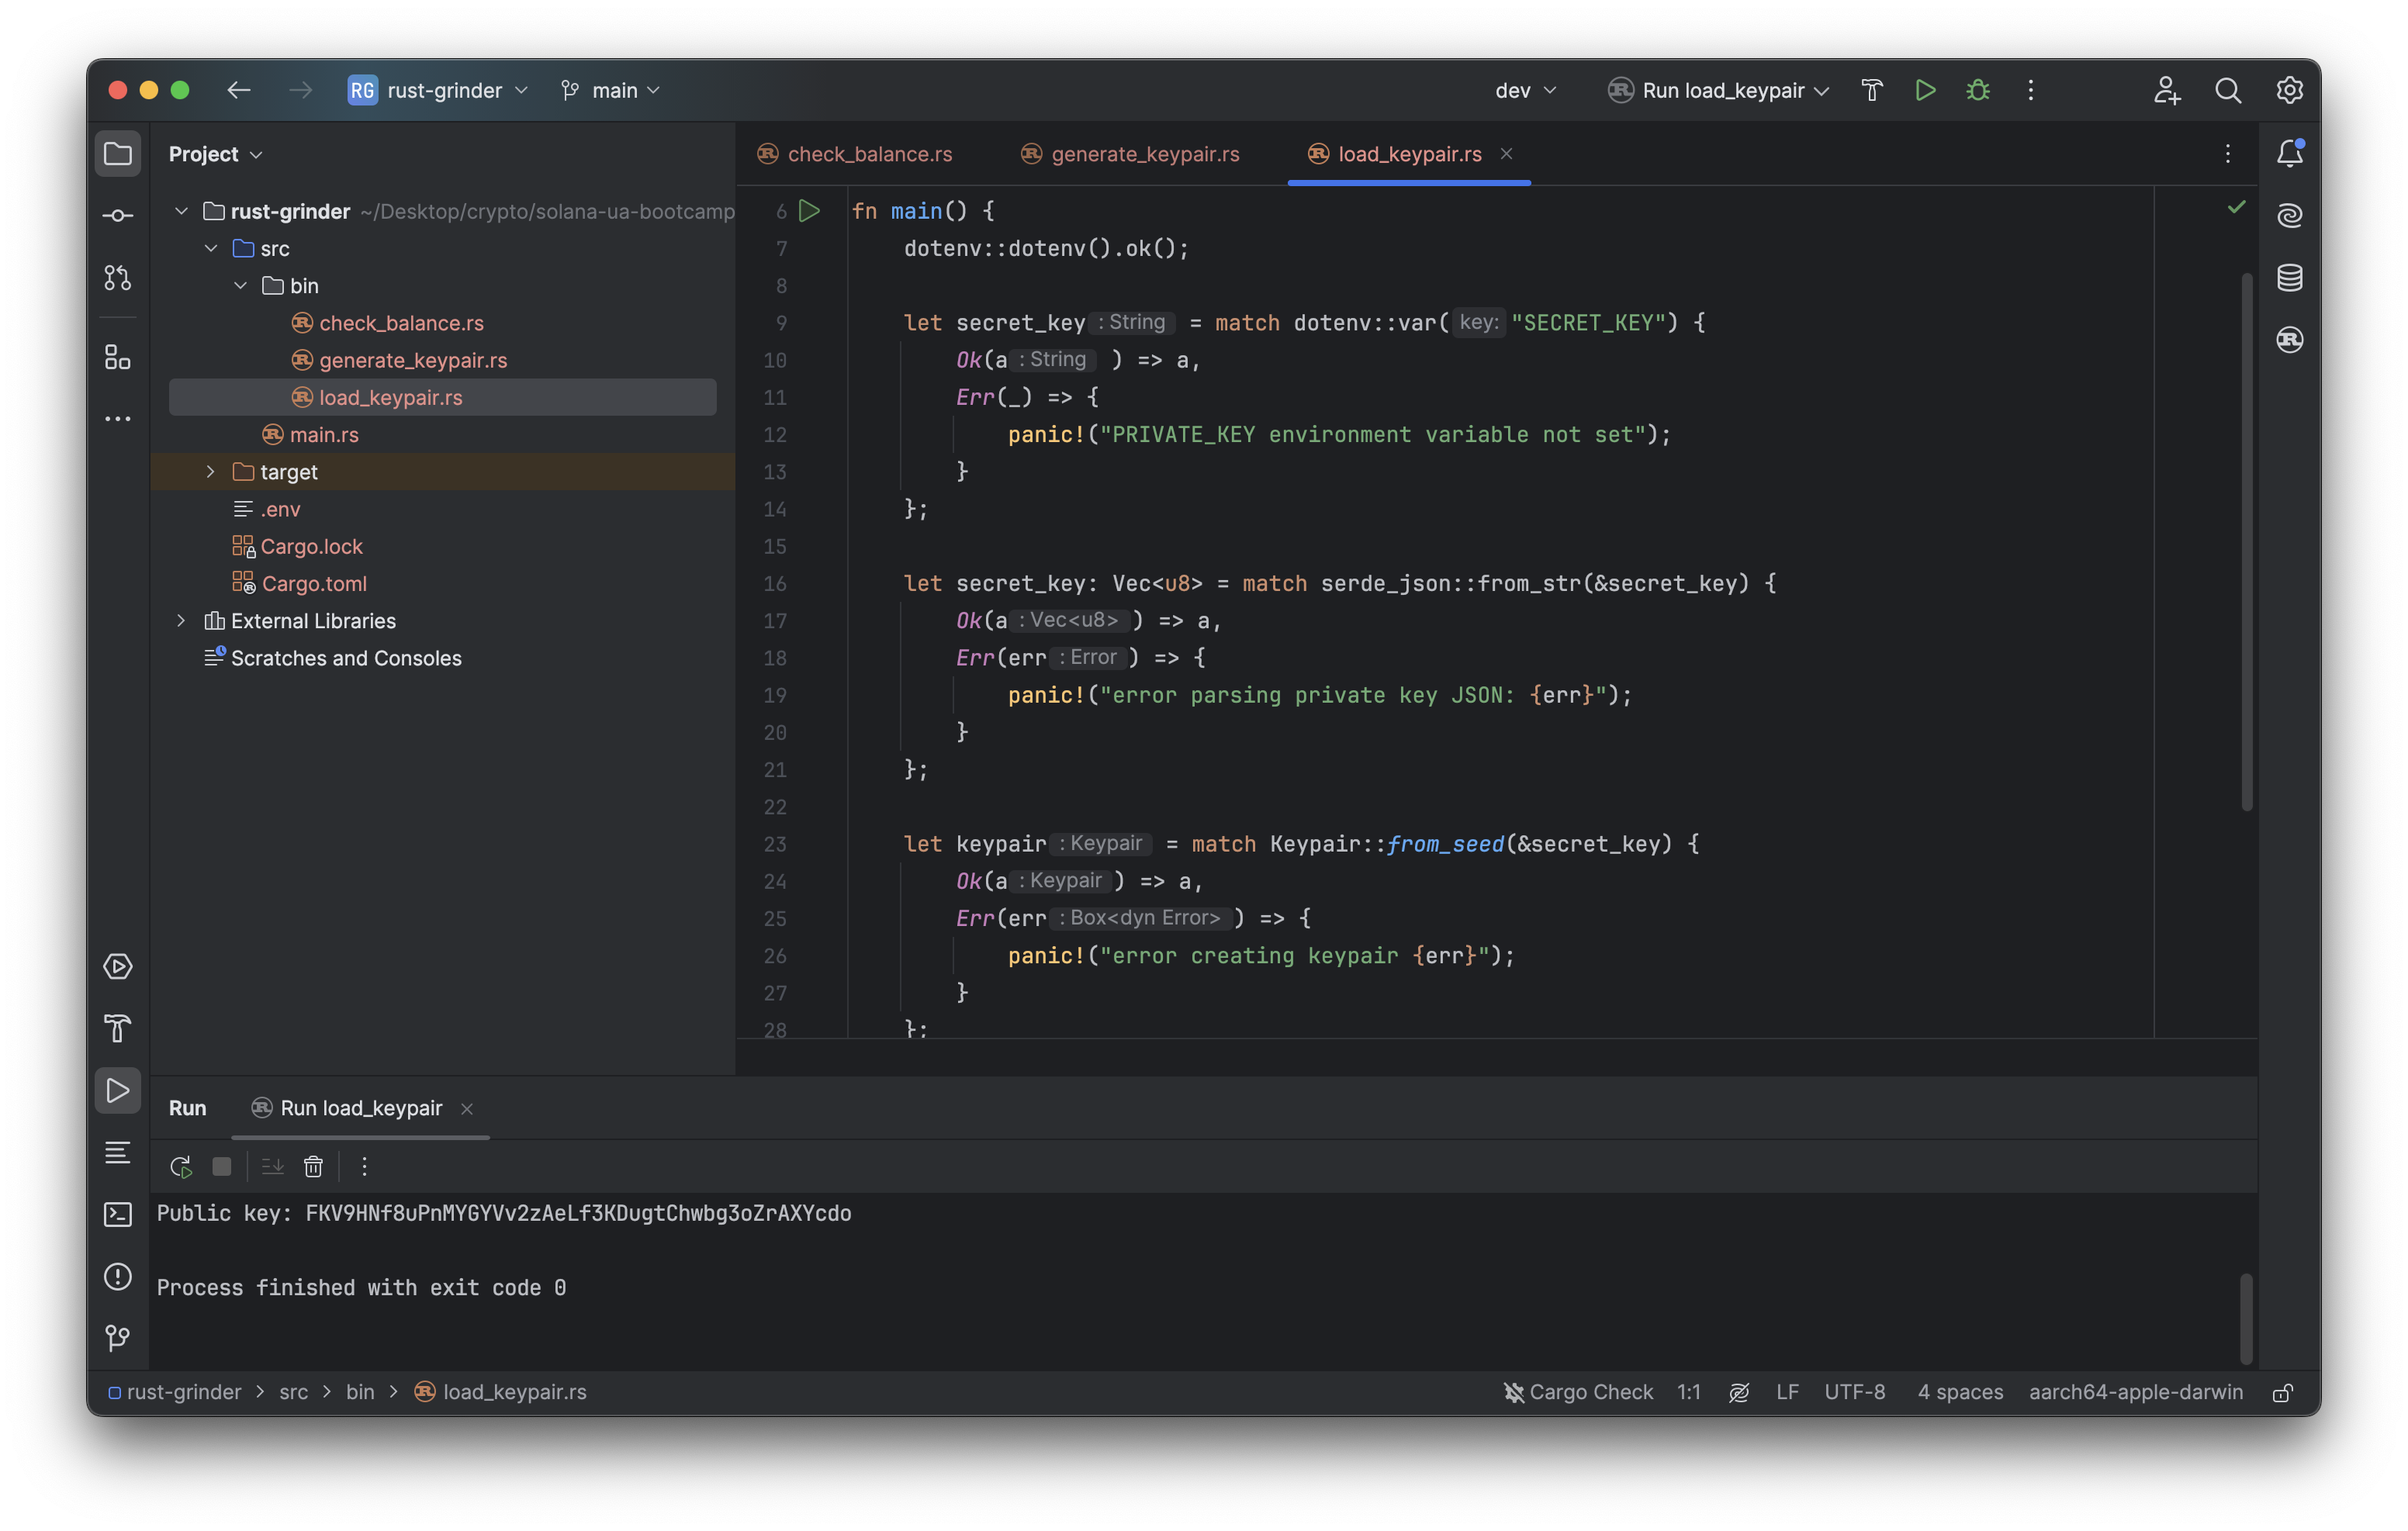 RG rust-grinder main dev Run load_keypair
Project
rust-grinder ~/Desktop/crypto/solana-ua-bootcamp
src
bin
check_balance.rs
generate_keypair.rs
load_keypair.rs
main.rs
target
.env
Cargo.lock
Cargo.toml
External Libraries
Scratches and Consoles
check_balance.rs generate_keypair.rs load_keypair.rs
6 fn main() {
7 dotenv::dotenv().ok();
8
9 let secret_key : String = match dotenv::var( key: "SECRET_KEY") {
10 Ok(a : String ) => a,
11 Err(_) => {
12 panic!("PRIVATE_KEY environment variable not set");
13 }
14 };
15
16 let secret_key: Vec<u8> = match serde_json::from_str(&secret_key) {
17 Ok(a : Vec<u8> ) => a,
18 Err(err : Error ) => {
19 panic!("error parsing private key JSON: {err}");
20 }
21 };
22
23 let keypair : Keypair = match Keypair::from_seed(&secret_key) {
24 Ok(a : Keypair ) => a,
25 Err(err : Box<dyn Error> ) => {
26 panic!("error creating keypair {err}");
27 }
28 };
Run Run load_keypair
Public key: FKV9HNf8uPnMYGYVv2zAeLf3KDugtChwbg3oZrAXYcdo
Process finished with exit code 0
rust-grinder > src > bin > load_keypair.rs Cargo Check 1:1 LF UTF-8 4 spaces aarch64-apple-darwin